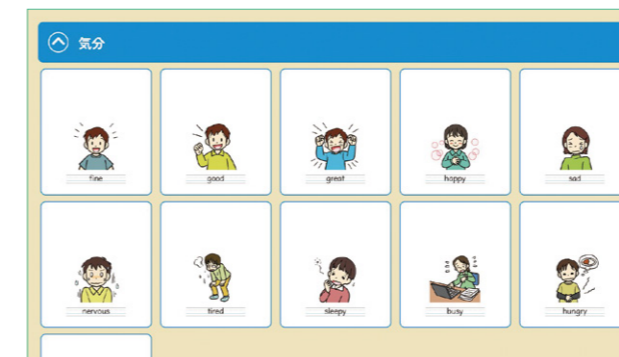 気分
fine
good
great
happy
sad
nervous
tired
sleepy
busy
hungry